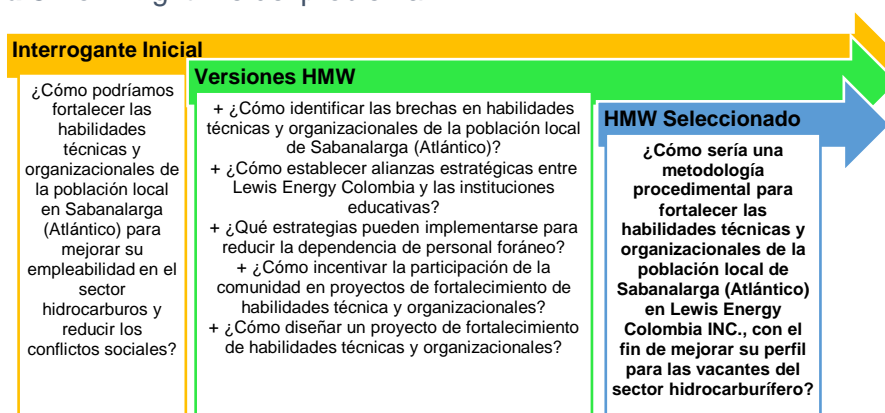 Interrogante Inicial
¿Cómo podríamos
fortalecer las
habilidades
técnicas y
organizacionales de
la población local
en Sabanalarga
(Atlántico) para
mejorar su
empleabilidad en el
sector
hidrocarburos y
reducir los
conflictos sociales?
Versiones HMW
+ ¿Cómo identificar las brechas en habilidades
técnicas y organizacionales de la población local
de Sabanalarga (Atlántico)?
+ ¿Cómo establecer alianzas estratégicas entre
Lewis Energy Colombia y las instituciones
educativas?
+ ¿Qué estrategias pueden implementarse para
reducir la dependencia de personal foráneo?
+ ¿Cómo incentivar la participación de la
comunidad en proyectos de fortalecimiento de
habilidades técnica y organizacionales?
+ ¿Cómo diseñar un proyecto de fortalecimiento
de habilidades técnicas y organizacionales?
HMW Seleccionado
¿Cómo sería una
metodología
procedimental para
fortalecer las
habilidades técnicas y
organizacionales de la
población local de
Sabanalarga (Atlántico)
en Lewis Energy
Colombia INC., con el
fin de mejorar su perfil
para las vacantes del
sector hidrocarburífero?